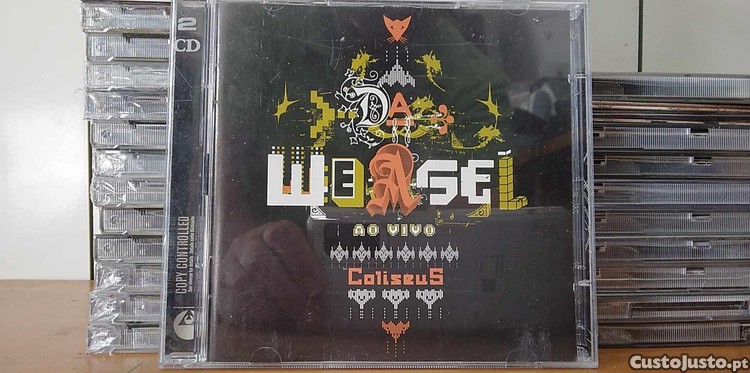 2
CD
DA
WEASEL
AO VIVO
ColiseuS
COPY CONTROLLED
CustoJusto.pt